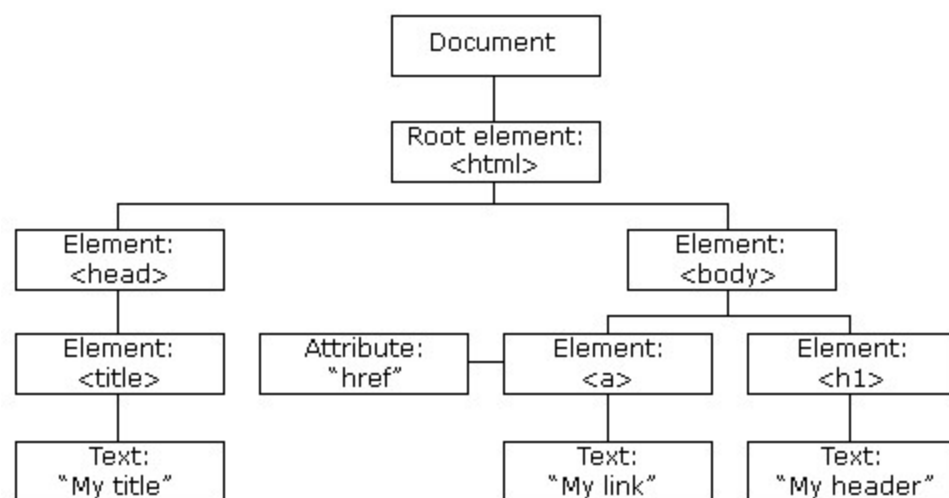 Document
Root element:
<html>
Element:
<head>
Element:
<body>
Element:
<title>
Attribute:
“href”
Element:
<a>
Element:
<h1>
Text:
“My title”
Text:
“My link”
Text:
“My header”